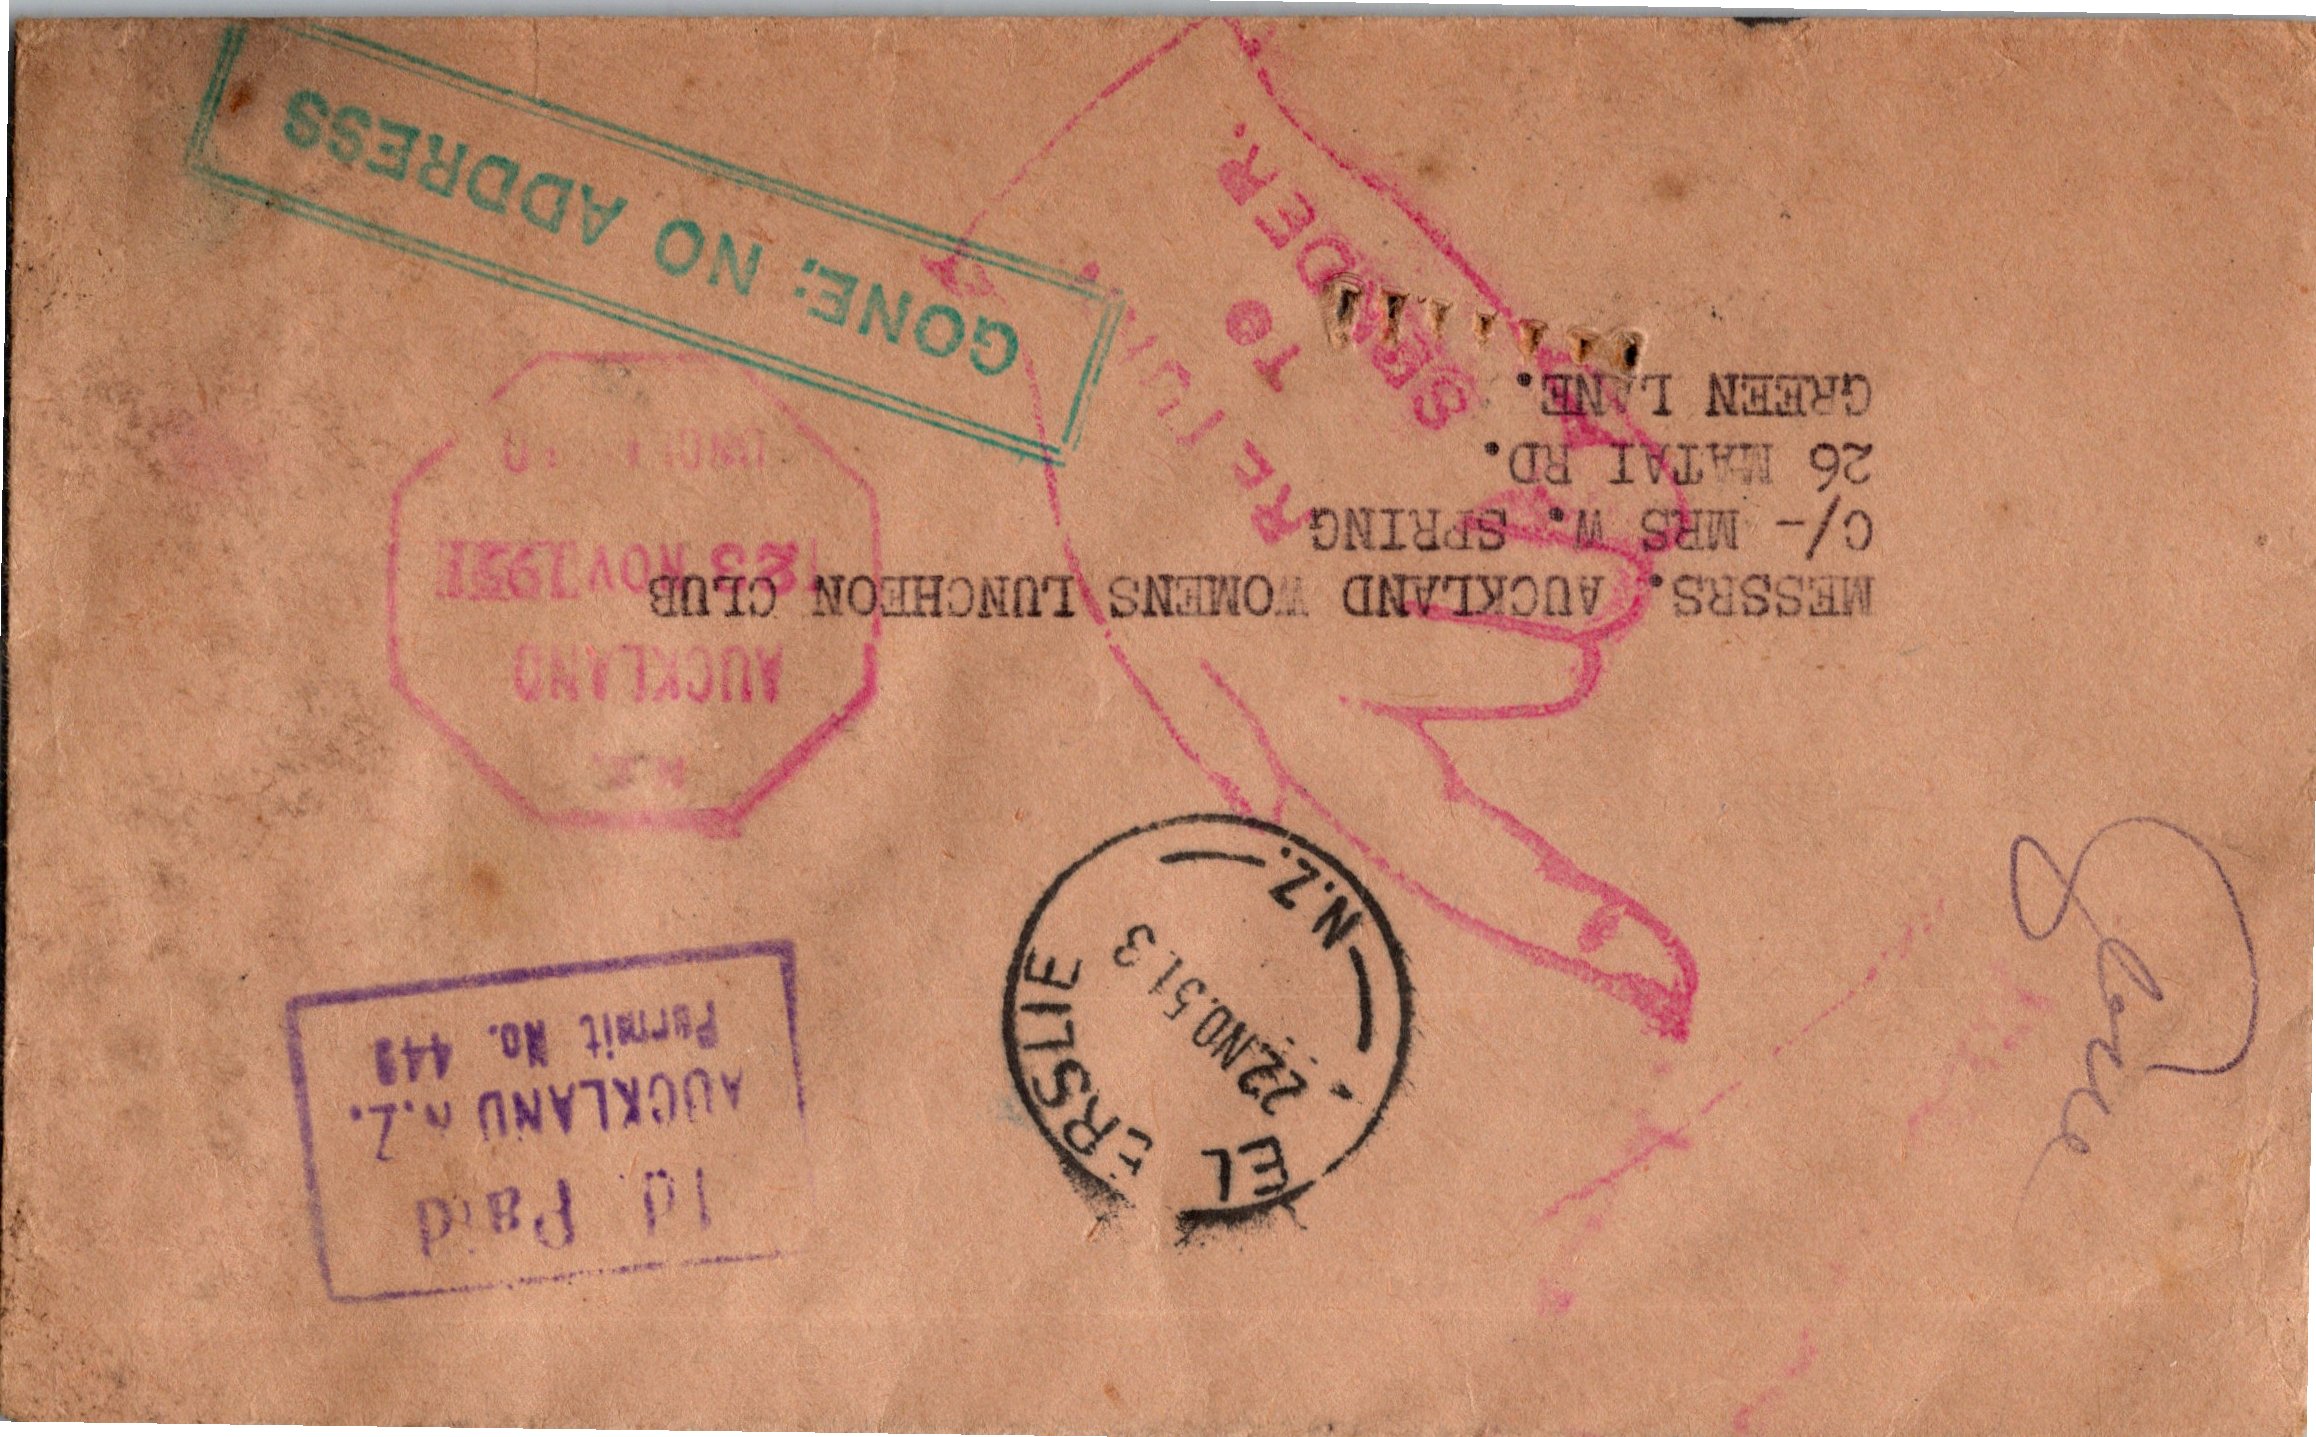 1d Paid
AUCKLAND N.Z.
Permit No. 449
ELLERSLIE
N.Z.
22 NO. 51. 3
N.Z.
AUCKLAND
23 NOV 1951
UNCLAIMED
MESSRS. AUCKLAND WOMENS LUNCHEON CLUB
C/- MRS W. SPRING
26 MATAI RD.
GREEN LANE.
RETURN
TO
SENDER.
GONE: NO ADDRESS